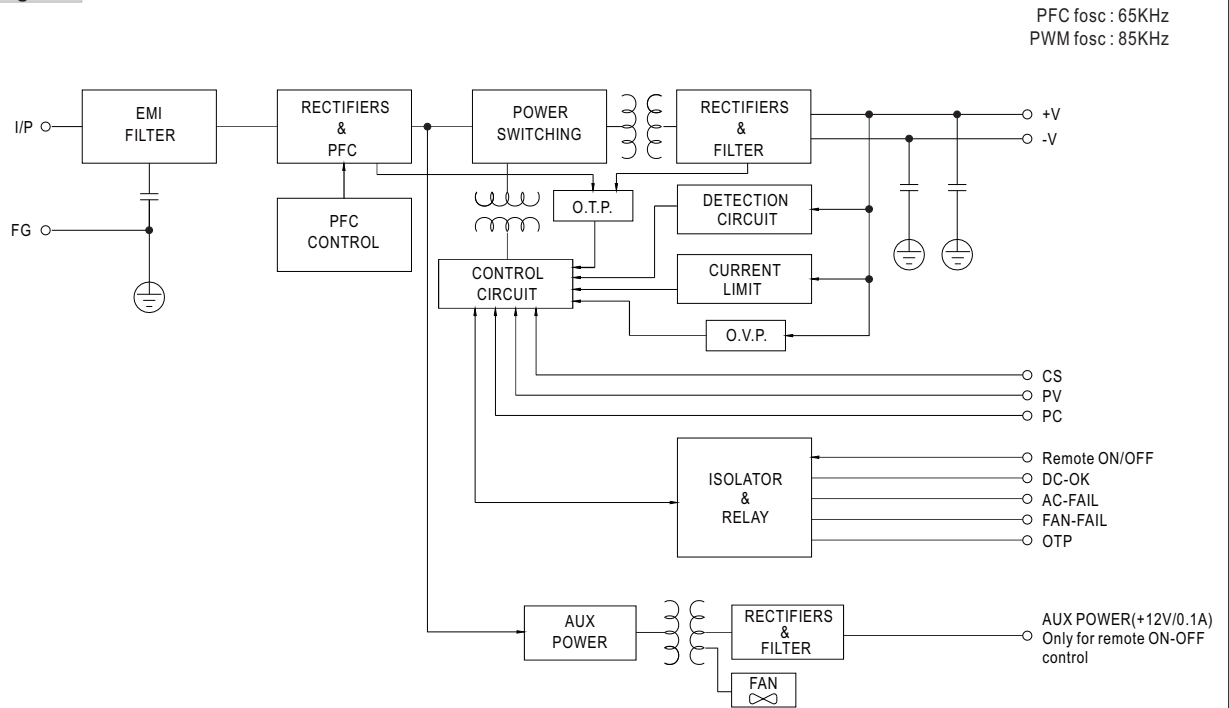 PFC fosc : 65KHz
PWM fosc : 85KHz
I/P
EMI
FILTER
RECTIFIERS
&
PFC
POWER
SWITCHING
RECTIFIERS
&
FILTER
+V
-V
FG
PFC
CONTROL
O.T.P.
DETECTION
CIRCUIT
CONTROL
CIRCUIT
CURRENT
LIMIT
O.V.P.
CS
PV
PC
ISOLATOR
&
RELAY
Remote ON/OFF
DC-OK
AC-FAIL
FAN-FAIL
OTP
AUX
POWER
RECTIFIERS
&
FILTER
FAN
AUX POWER(+12V/0.1A)
Only for remote ON-OFF
control